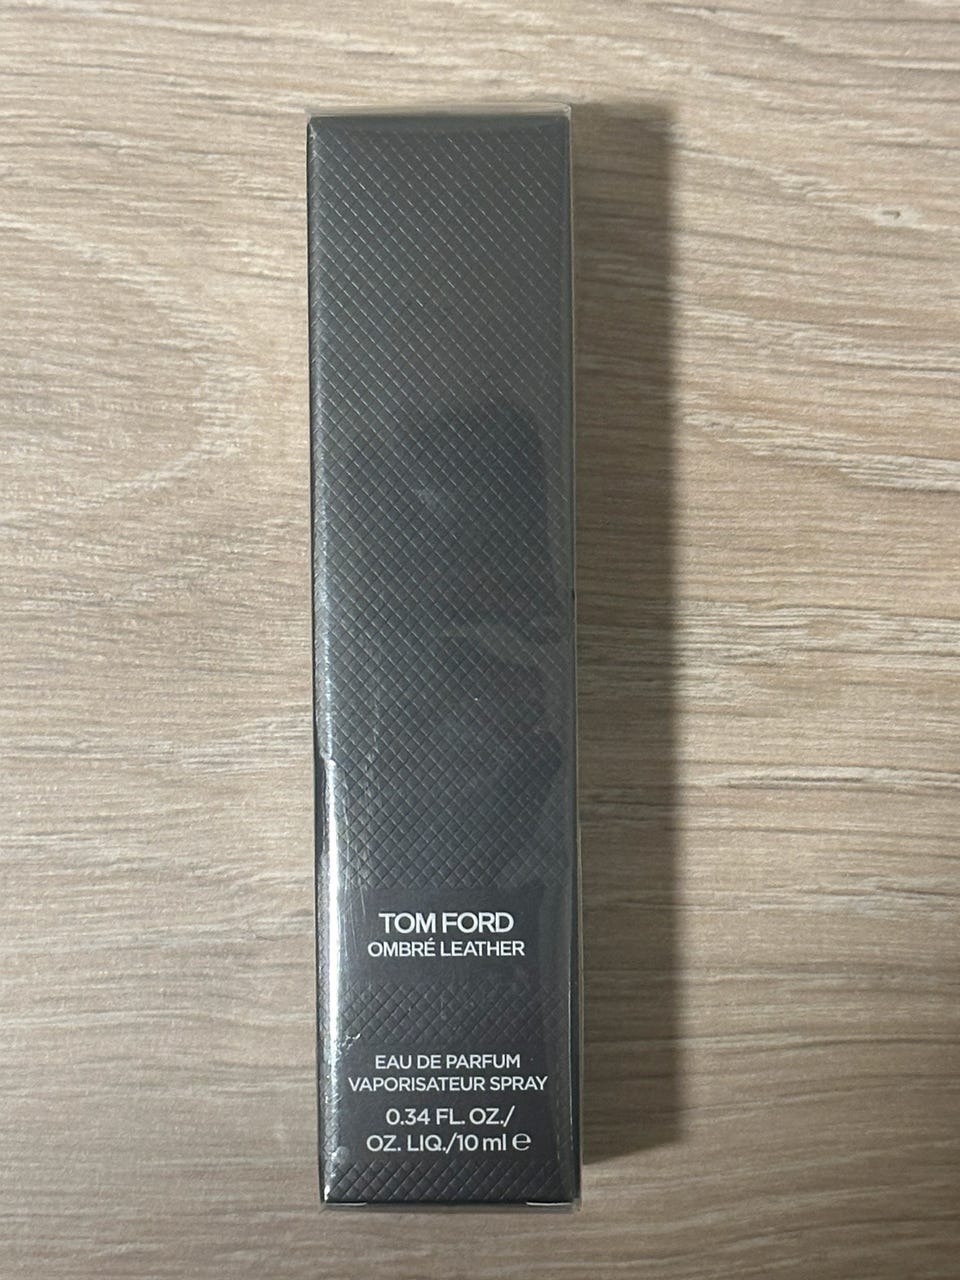 TOM FORD
OMBRÉ LEATHER
EAU DE PARFUM
VAPORISATEUR SPRAY
0.34 FL. OZ./
OZ. LIQ./10 ml ℮